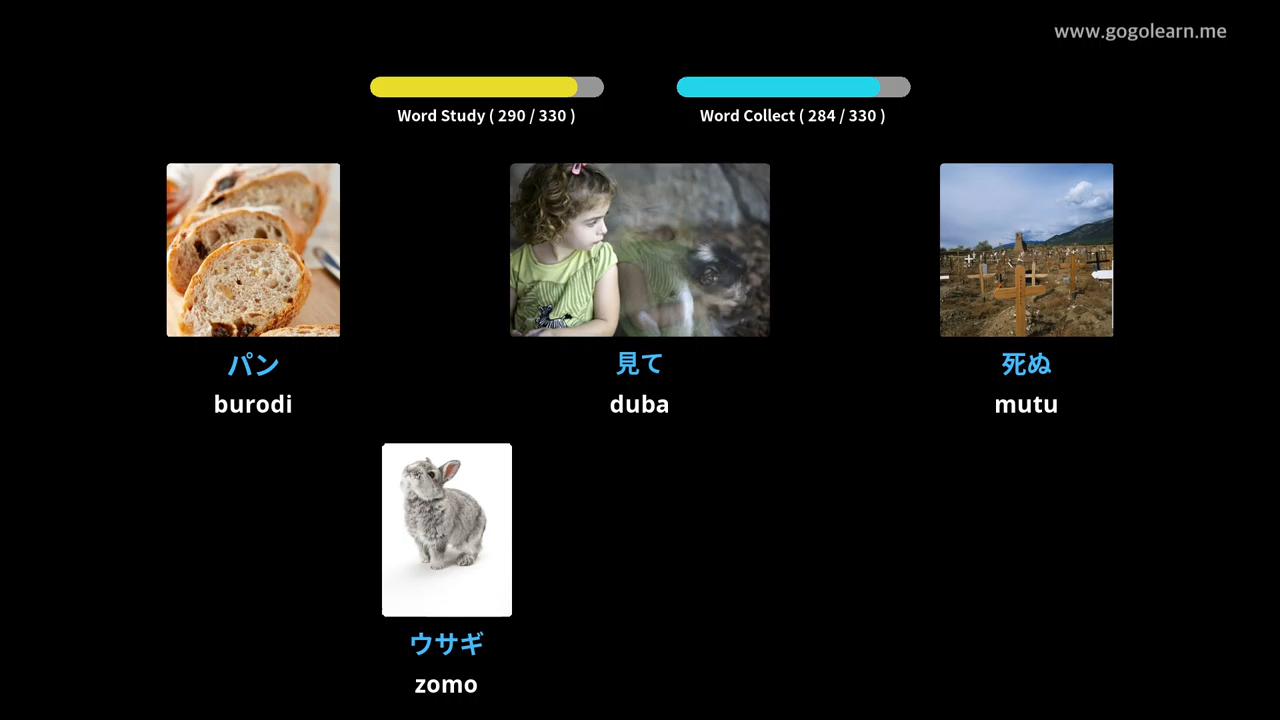 www.gogolearn.me
Word Study ( 290 / 330 )
Word Collect ( 284 / 330 )
パン
burodi
見て
duba
死ぬ
mutu
ウサギ
zomo